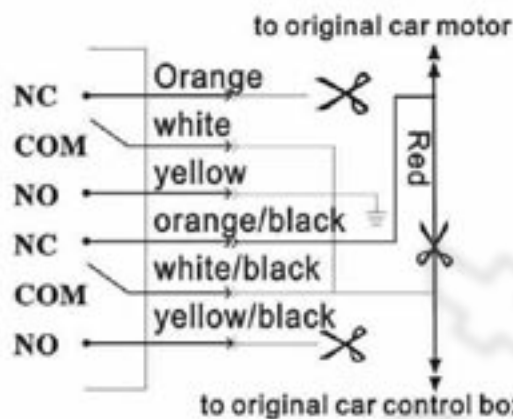 to original car motor
NC
Orange
COM
white
NO
yellow
NC
orange/black
COM
white/black
NO
yellow/black
Red
to original car control